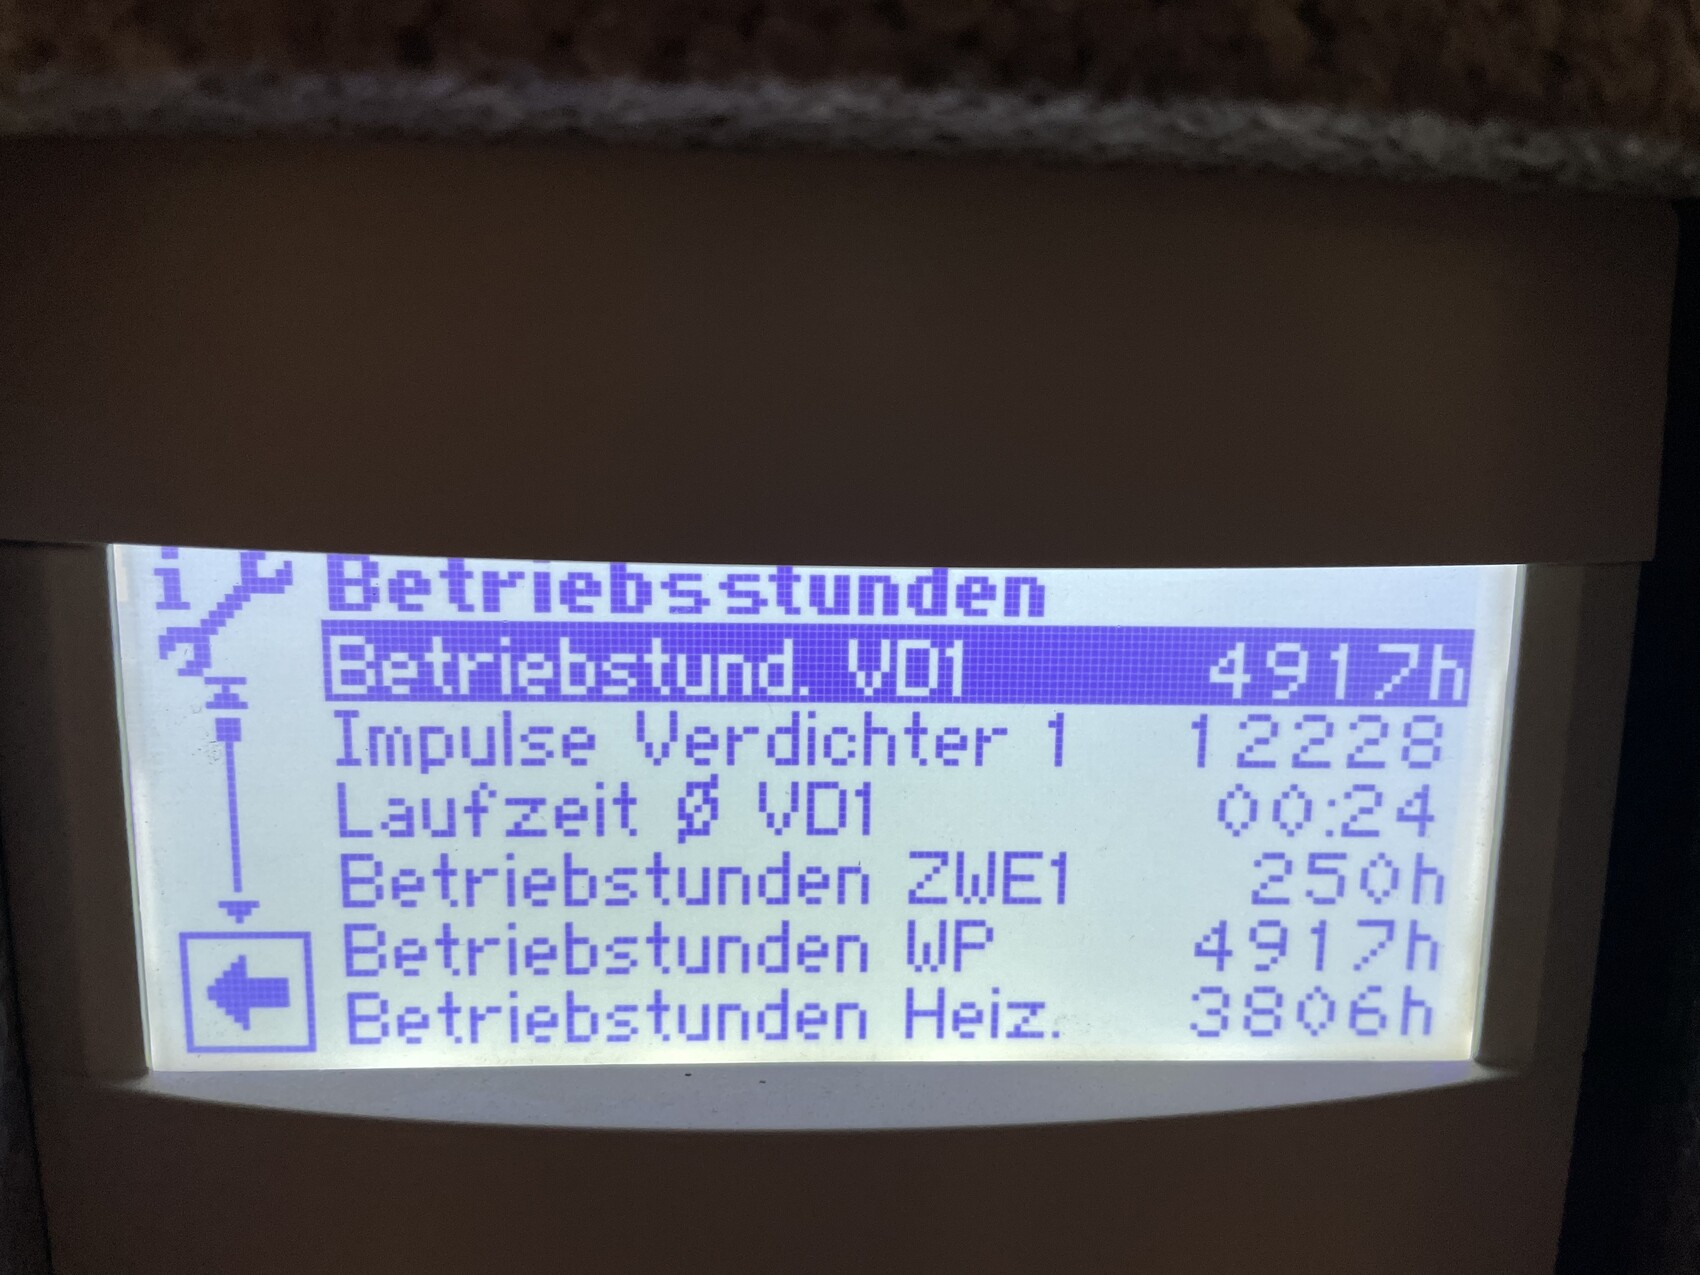 Betriebsstunden
Betriebstund. VD1 4917h
Impulse Verdichter 1 12228
Laufzeit Ø VD1 00:24
Betriebstunden ZWE1 250h
Betriebstunden WP 4917h
Betriebstunden Heiz. 3806h